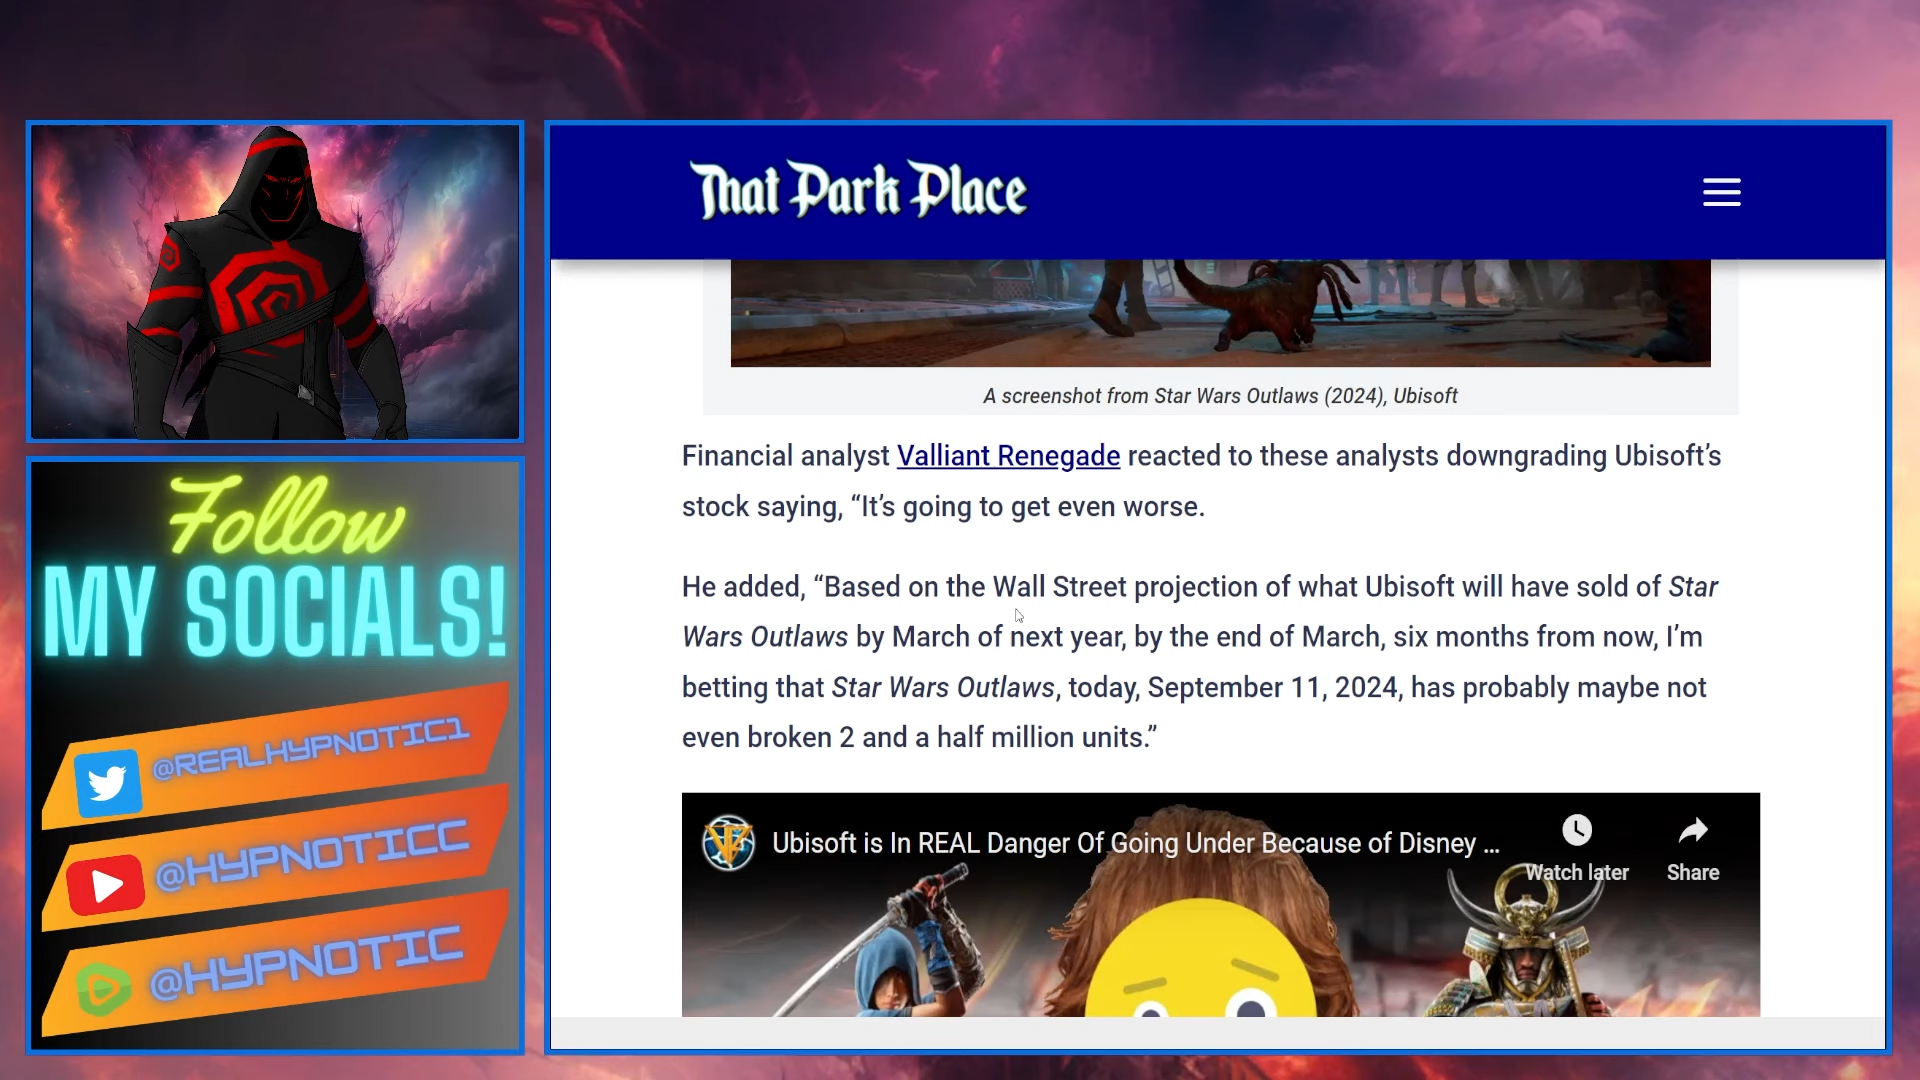 That Park Place
A screenshot from Star Wars Outlaws (2024), Ubisoft
Financial analyst Valliant Renegade reacted to these analysts downgrading Ubisoft’s
stock saying, “It’s going to get even worse.
He added, “Based on the Wall Street projection of what Ubisoft will have sold of Star
Wars Outlaws by March of next year, by the end of March, six months from now, I’m
betting that Star Wars Outlaws, today, September 11, 2024, has probably maybe not
even broken 2 and a half million units.”
Ubisoft is In REAL Danger Of Going Under Because of Disney ...
Watch later
Share
Follow
MY SOCIALS!
@REALHYPNOTIC1
@HYPNOTICC
@HYPNOTIC